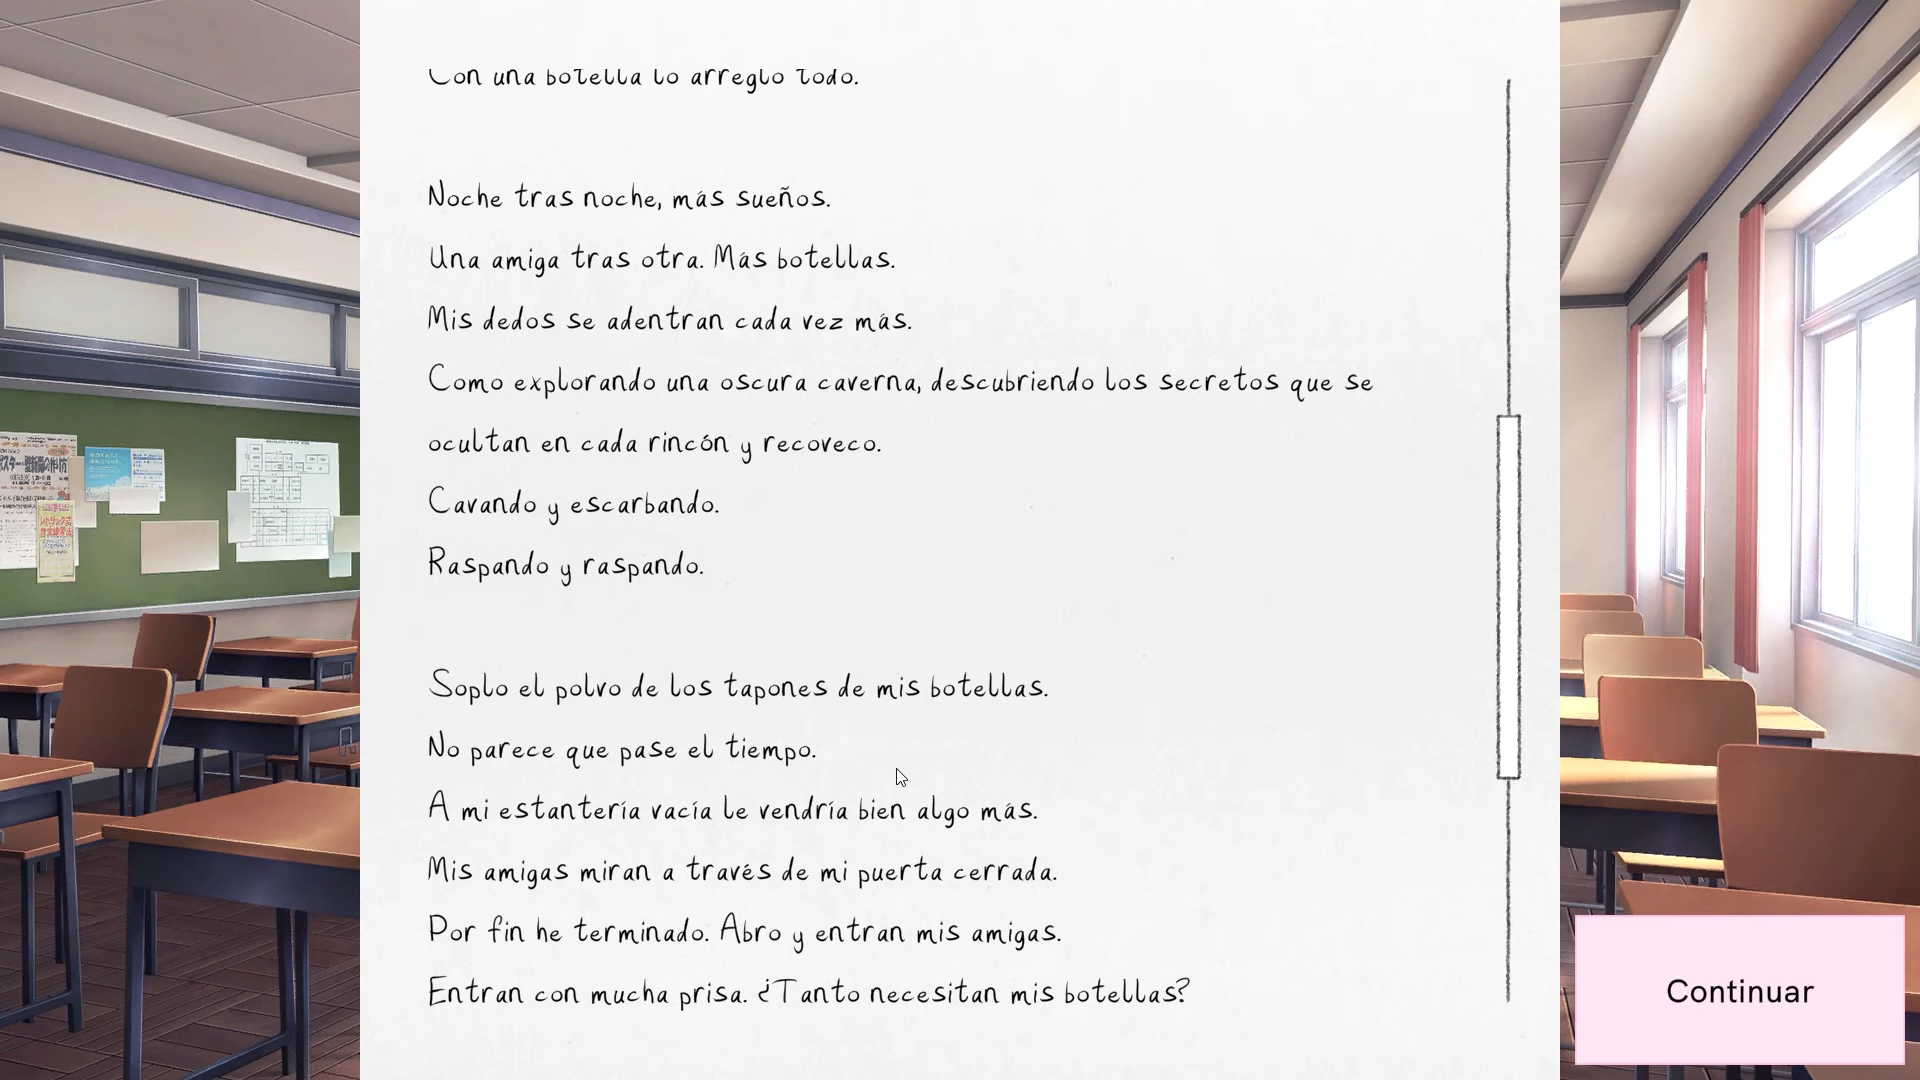 Con una botella lo arreglo todo.
Noche tras noche, más sueños.
Una amiga tras otra. Más botellas.
Mis dedos se adentran cada vez más.
Como explorando una oscura caverna, descubriendo los secretos que se
ocultan en cada rincón y recoveco.
Cavando y escarbando.
Raspando y raspando.
Soplo el polvo de los tapones de mis botellas.
No parece que pase el tiempo.
A mi estantería vacía le vendría bien algo más.
Mis amigas miran a través de mi puerta cerrada.
Por fin he terminado. Abro y entran mis amigas.
Entran con mucha prisa. ¿Tanto necesitan mis botellas?
Continuar